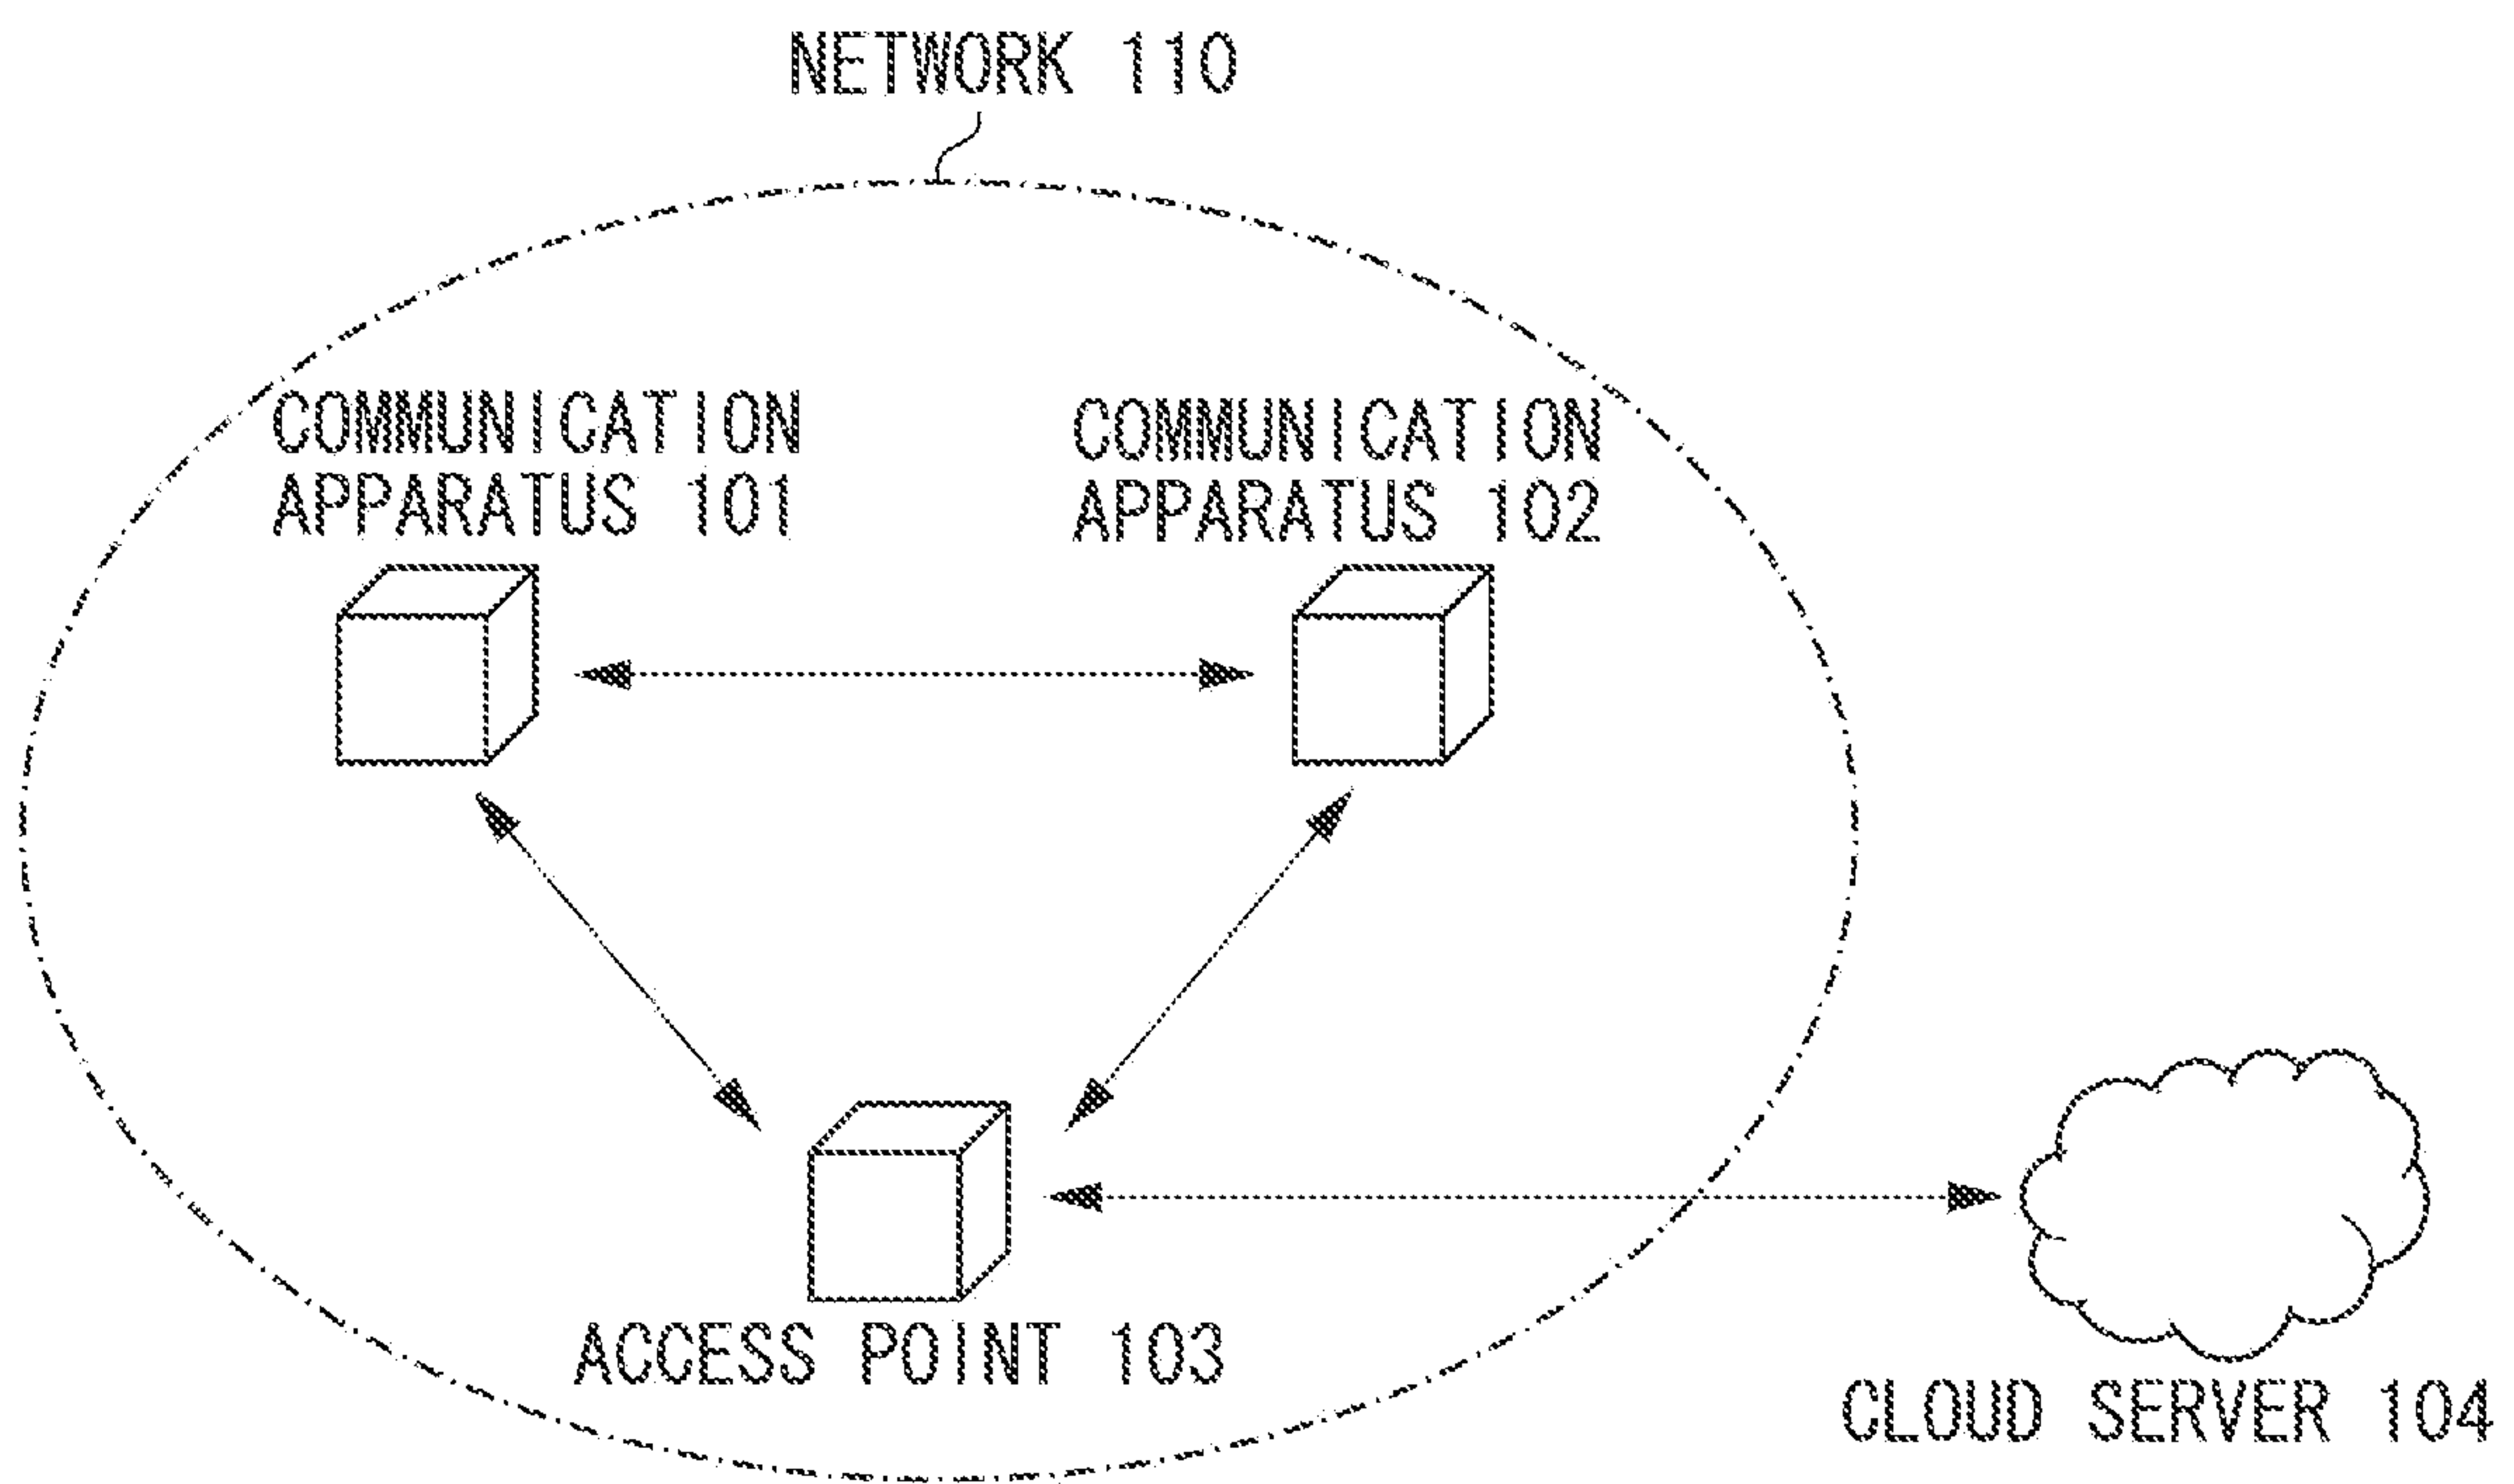 NETWORK 110
COMMUNICATION
APPARATUS 101
COMMUNICATION
APPARATUS 102
ACCESS POINT 103
CLOUD SERVER 104